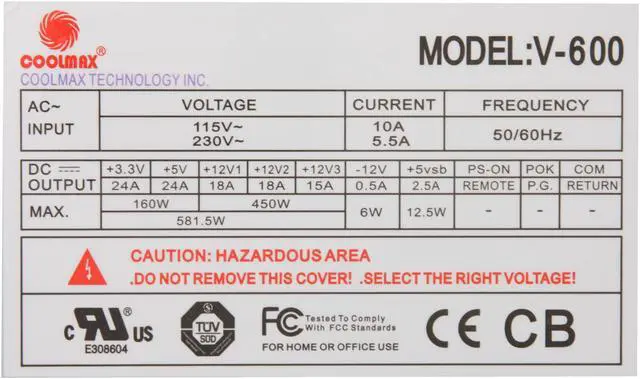 COOLMAX®
COOLMAX TECHNOLOGY INC.
MODEL:V-600
AC~ INPUT VOLTAGE CURRENT FREQUENCY
115V~ 10A 50/60Hz
230V~ 5.5A
DC OUTPUT +3.3V +5V +12V1 +12V2 +12V3 -12V +5vsb PS-ON POK COM
24A 24A 18A 18A 15A 0.5A 2.5A REMOTE P.G. RETURN
MAX. 160W 450W 6W 12.5W - - -
581.5W
CAUTION: HAZARDOUS AREA
.DO NOT REMOVE THIS COVER! .SELECT THE RIGHT VOLTAGE!
c RU US
E308604
TÜV
SÜD
FC Tested To Comply
With FCC Standards
FOR HOME OR OFFICE USE
CE CB